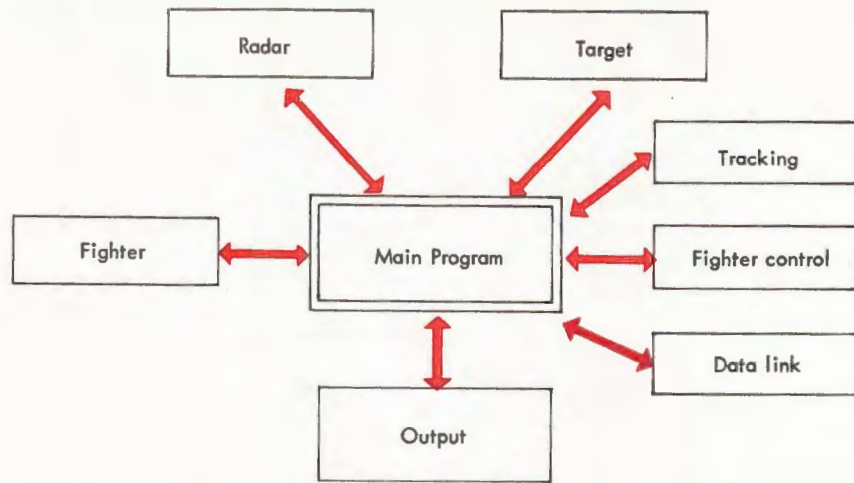 Radar
Target
Tracking
Fighter
Main Program
Fighter control
Data link
Output